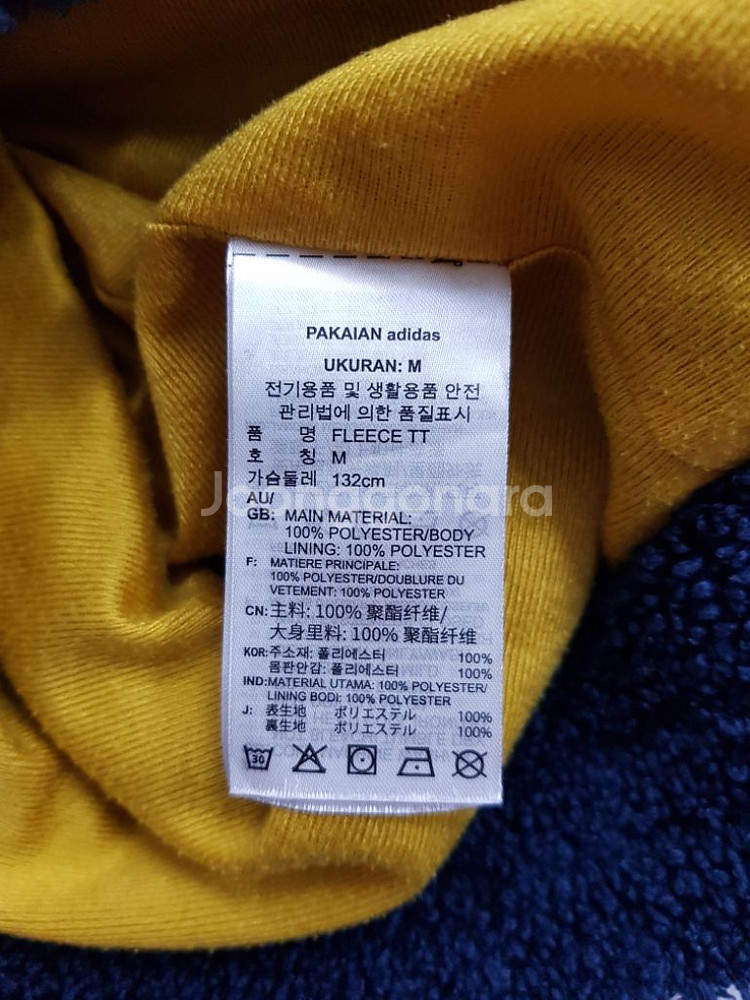 PAKAIAN adidas
UKURAN: M
전기용품 및 생활용품 안전
관리법에 의한 품질표시
품 명 FLEECE TT
호 칭 M
가슴둘레 132cm
AU/
GB: MAIN MATERIAL:
100% POLYESTER/BODY
LINING: 100% POLYESTER
F: MATIERE PRINCIPALE:
100% POLYESTER/DOUBLURE DU
VETEMENT: 100% POLYESTER
CN: 主料: 100% 聚酯纤维/
大身里料: 100% 聚酯纤维
KOR: 주소재: 폴리에스터 100%
몸판안감: 폴리에스터 100%
IND: MATERIAL UTAMA: 100% POLYESTER/
LINING BODI: 100% POLYESTER
J: 表生地 ポリエステル 100%
裏生地 ポリエステル 100%
30
Joongonara